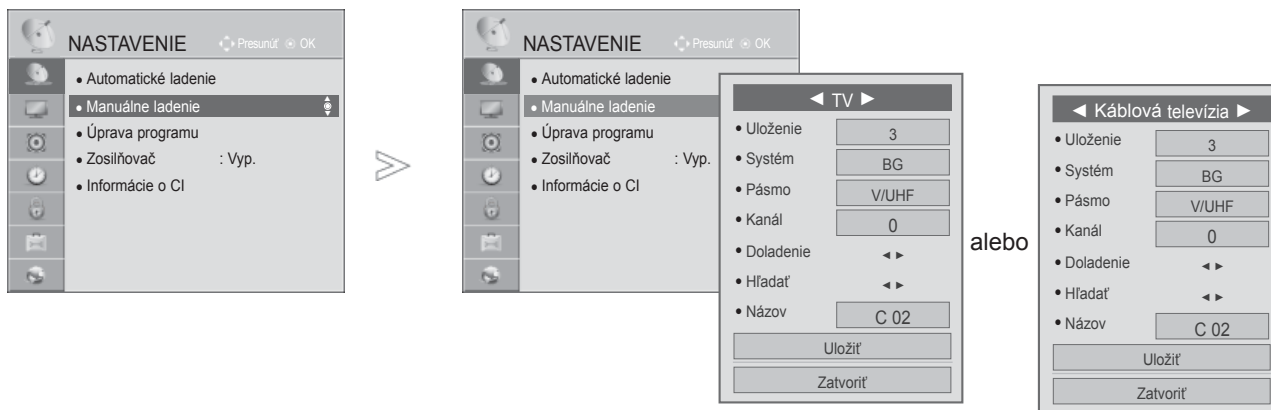 NASTAVENIE Presunúť OK
• Automatické ladenie
• Manuálne ladenie
• Úprava programu
• Zosilňovač : Vyp.
• Informácie o CI
NASTAVENIE Presunúť OK
• Automatické ladenie
• Manuálne ladenie
• Úprava programu
• Zosilňovač : Vyp.
• Informácie o CI
◄ TV ►
• Uloženie 3
• Systém BG
• Pásmo V/UHF
• Kanál 0
• Doladenie ◄ ►
• Hľadať ◄ ►
• Názov C 02
Uložiť
Zatvoriť
alebo
◄ Káblová televízia ►
• Uloženie 3
• Systém BG
• Pásmo V/UHF
• Kanál 0
• Doladenie ◄ ►
• Hľadať ◄ ►
• Názov C 02
Uložiť
Zatvoriť